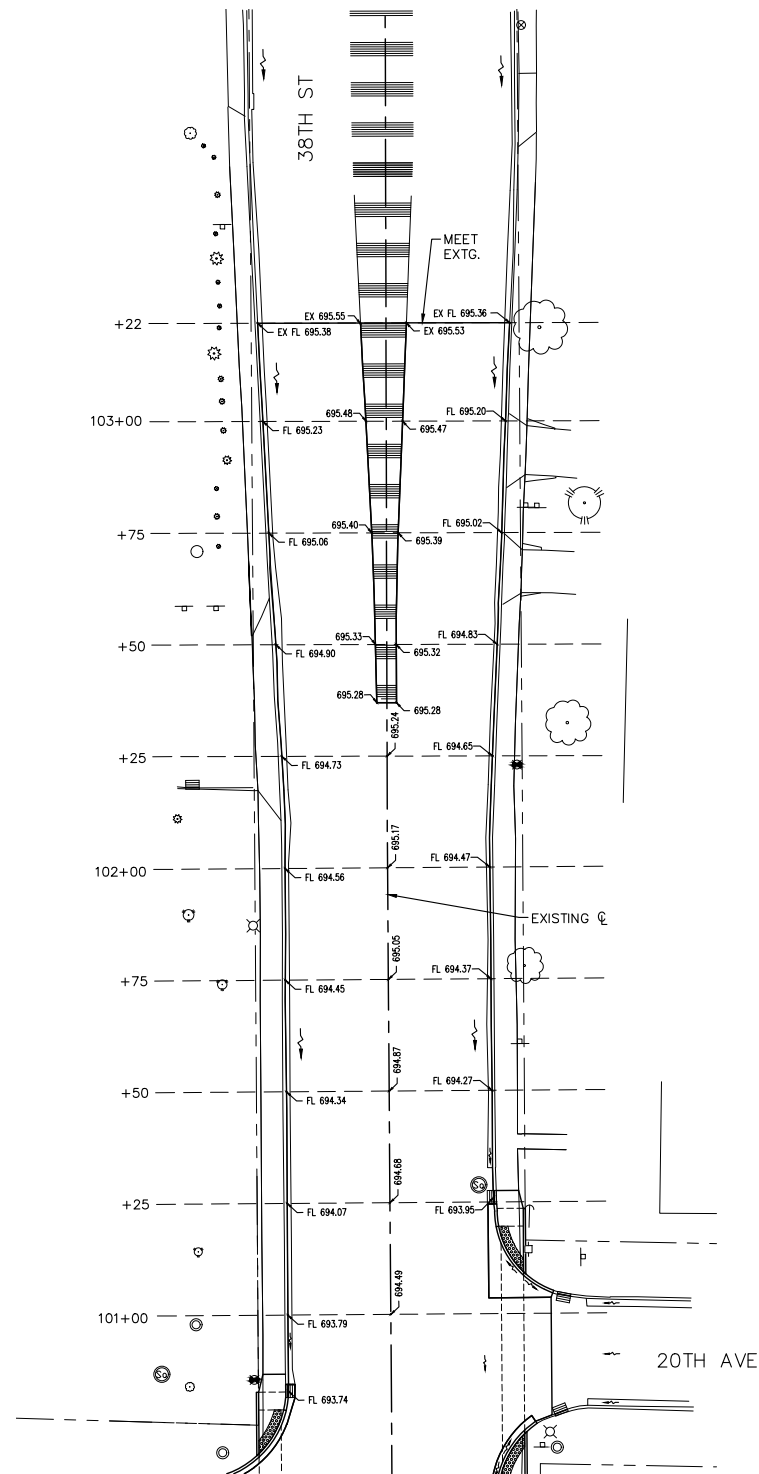 38TH ST
MEET
EXTG.
EX 695.55
EX FL 695.36
+22
EX FL 695.38
EX 695.53
695.48
FL 695.20
103+00
FL 695.23
695.47
695.40
FL 695.02
+75
FL 695.06
695.39
695.33
FL 694.83
+50
FL 694.90
695.32
695.28
695.28
695.24
FL 694.65
+25
FL 694.73
695.17
FL 694.47
102+00
FL 694.56
EXISTING ℄
695.05
FL 694.37
+75
FL 694.45
694.87
FL 694.27
+50
FL 694.34
694.68
So
+25
FL 694.07
FL 693.95
694.49
101+00
FL 693.79
20TH AVE
So
FL 693.74